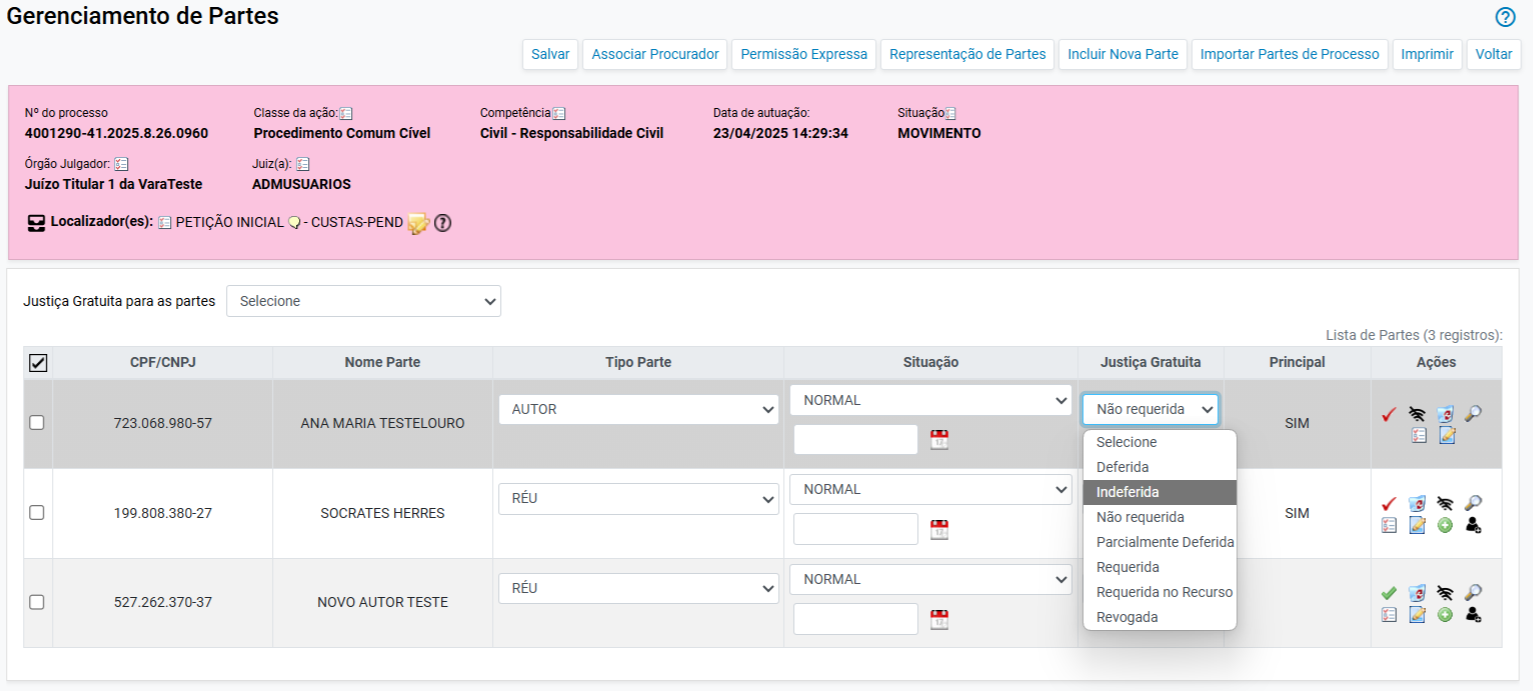 Gerenciamento de Partes
Salvar Associar Procurador Permissão Expressa Representação de Partes Incluir Nova Parte Importar Partes de Processo Imprimir Voltar
Nº do processo Classe da ação: Competência Data de autuação: Situação
4001290-41.2025.8.26.0960 Procedimento Comum Cível Civil - Responsabilidade Civil 23/04/2025 14:29:34 MOVIMENTO
Órgão Julgador: Juiz(a):
Juízo Titular 1 da VaraTeste ADMUSUARIOS
Localizador(es): PETIÇÃO INICIAL - CUSTAS-PEND
Justiça Gratuita para as partes Selecione
Lista de Partes (3 registros):
CPF/CNPJ Nome Parte Tipo Parte Situação Justiça Gratuita Principal Ações
723.068.980-57 ANA MARIA TESTELOURO AUTOR NORMAL Não requerida SIM
Selecione
Deferida
Indeferida
Não requerida
Parcialmente Deferida
Requerida
Requerida no Recurso
Revogada
199.808.380-27 SOCRATES HERRES RÉU NORMAL SIM
527.262.370-37 NOVO AUTOR TESTE RÉU NORMAL